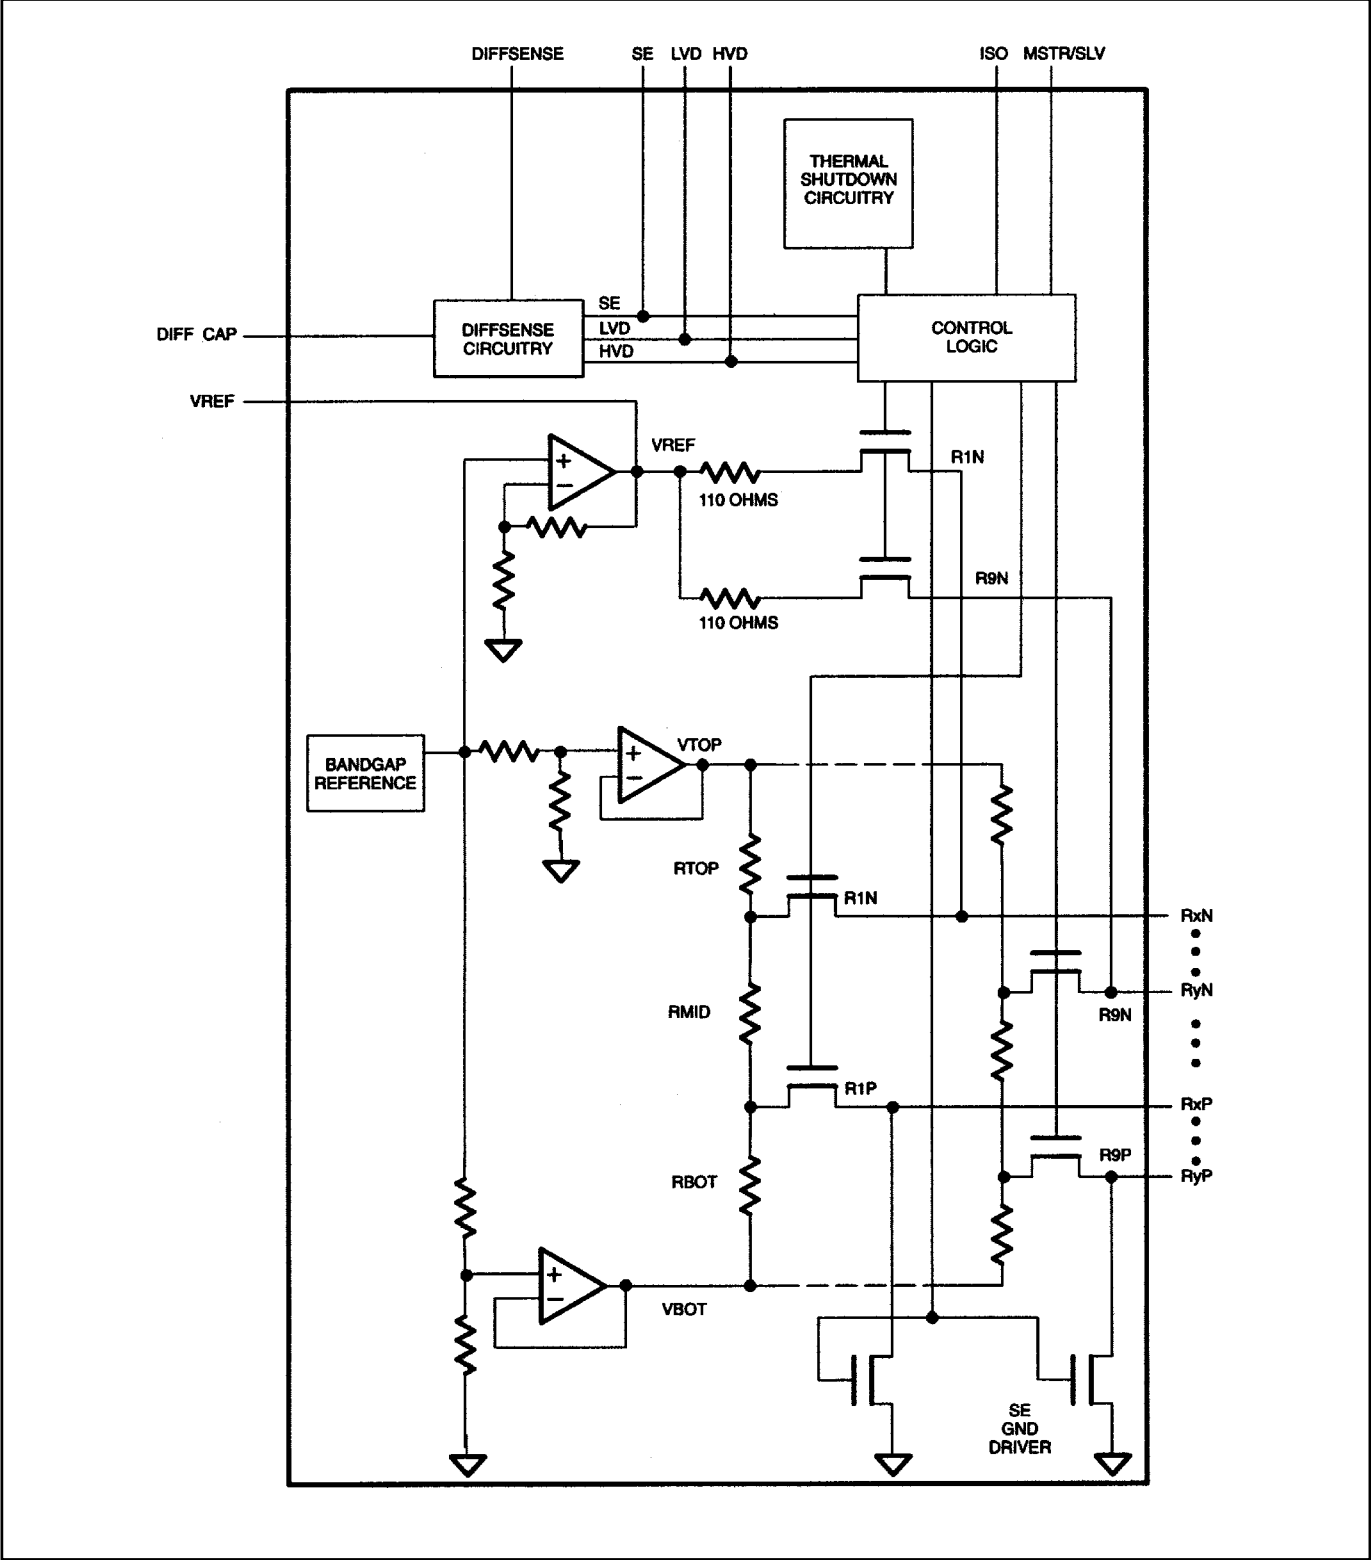 DIFFSENSE SE LVD HVD ISO MSTR/SLV
THERMAL
SHUTDOWN
CIRCUITRY
DIFF CAP
DIFFSENSE
CIRCUITRY
SE
LVD
HVD
CONTROL
LOGIC
VREF
VREF
+
−
110 OHMS
R1N
110 OHMS
R9N
BANDGAP
REFERENCE
+
−
VTOP
RTOP
R1N
RxN
RMID
RyN
R9N
R1P
RxP
RBOT
R9P
RyP
+
−
VBOT
SE
GND
DRIVER